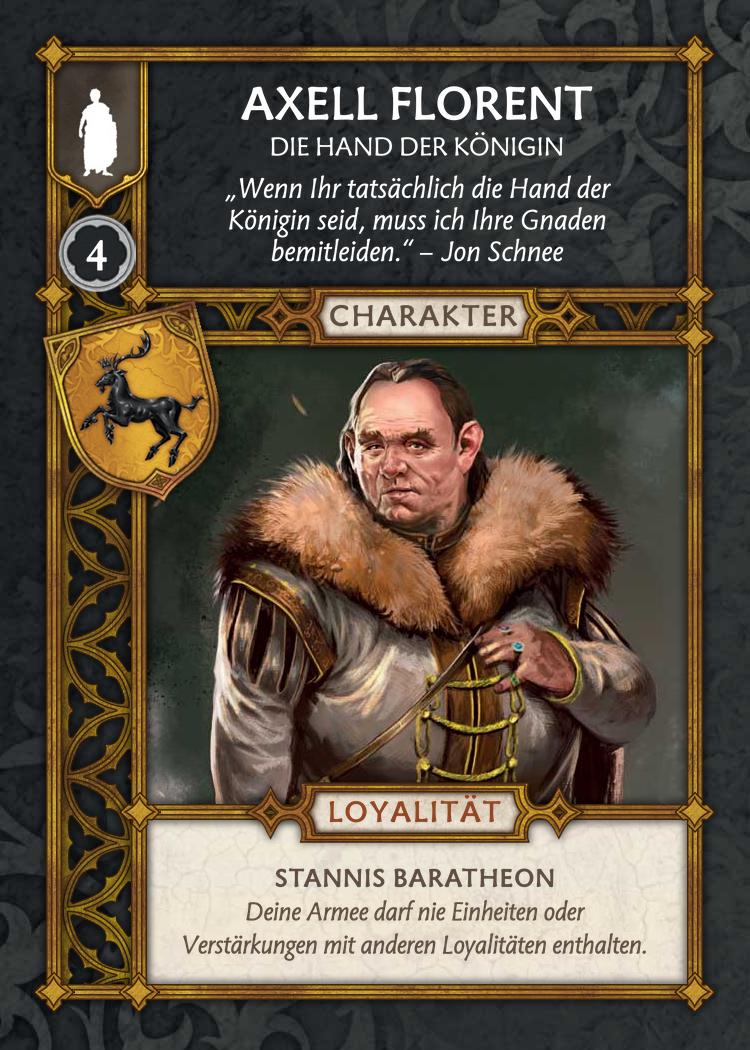 AXELL FLORENT
DIE HAND DER KÖNIGIN
„Wenn Ihr tatsächlich die Hand der
Königin seid, muss ich Ihre Gnaden
bemitleiden.“ – Jon Schnee
4
CHARAKTER
LOYALITÄT
STANNIS BARATHEON
Deine Armee darf nie Einheiten oder
Verstärkungen mit anderen Loyalitäten enthalten.